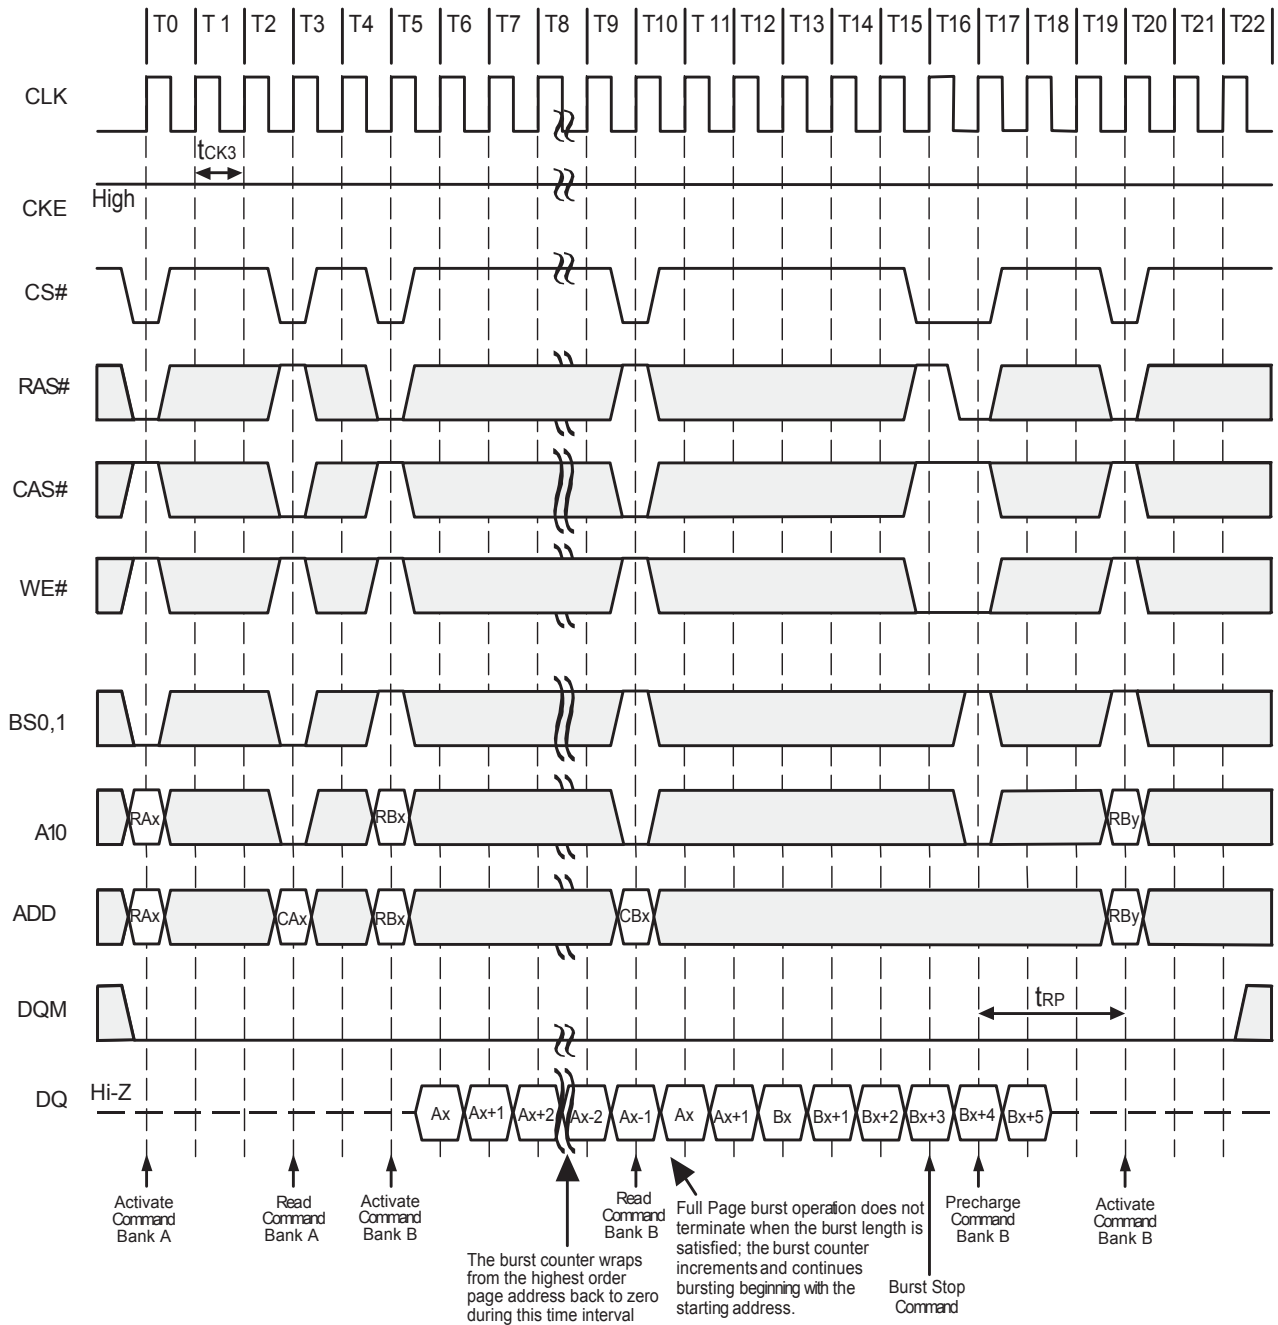 T0 T 1 T2 T3 T4 T5 T6 T7 T8 T9 T10 T 11 T12 T13 T14 T15 T16 T17 T18 T19 T20 T21 T22
CLK
tCK3
High
CKE
CS#
RAS#
CAS#
WE#
BS0,1
A10
RAx RBx RBy
ADD
RAx CAx RBx CBx RBy
DQM
tRP
DQ
Hi-Z
Ax Ax+1 Ax+2 Ax-2 Ax-1 Ax Ax+1 Bx Bx+1 Bx+2 Bx+3 Bx+4 Bx+5
Activate
Command
Bank A
Read
Command
Bank A
Activate
Command
Bank B
The burst counter wraps
from the highest order
page address back to zero
during this time interval
Read
Command
Bank B
Full Page burst operation does not
terminate when the burst length is
satisfied; the burst counter
increments and continues
bursting beginning with the
starting address.
Burst Stop
Command
Precharge
Command
Bank B
Activate
Command
Bank B